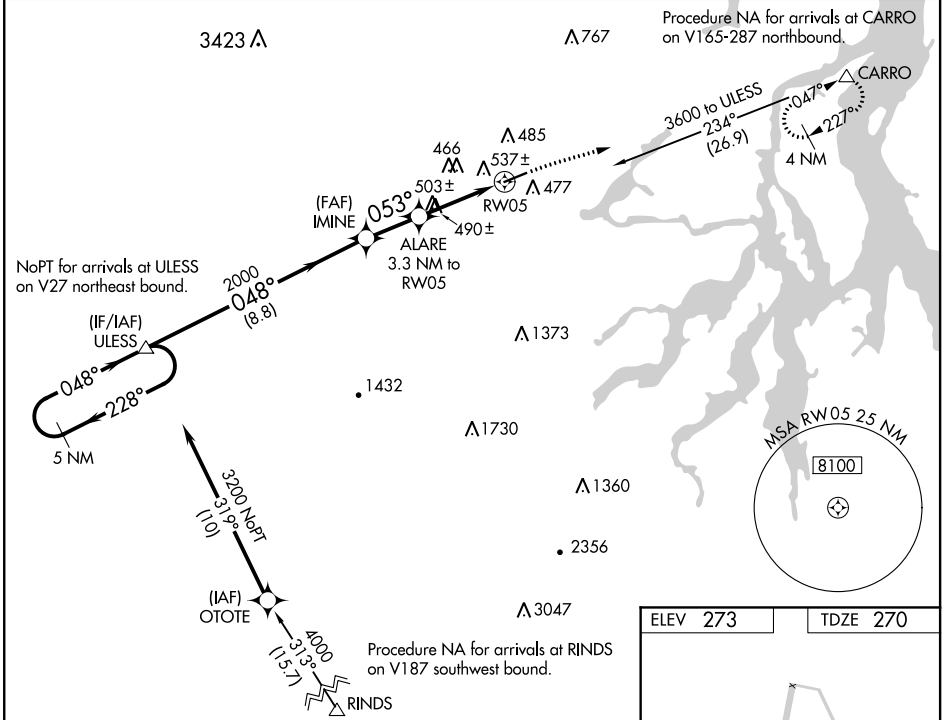 Procedure NA for arrivals at CARRO
on V165-287 northbound.
3423
767
CARRO
3600 to ULESS
234°
(26.9)
047°
227°
4 NM
485
466
537±
503±
477
RW05
(FAF)
IMINE
053°
490±
ALARE
3.3 NM to
RW05
NoPT for arrivals at ULESS
on V27 northeast bound.
2000
048°
(8.8)
(IF/IAF)
ULESS
048°
228°
5 NM
1373
1432
1730
MSA RW05 25 NM
8100
1360
3200 NoPT
319°
(10)
2356
(IAF)
OTOTE
3047
4000
313°
(15.7)
Procedure NA for arrivals at RINDS
on V187 southwest bound.
RINDS
ELEV 273
TDZE 270